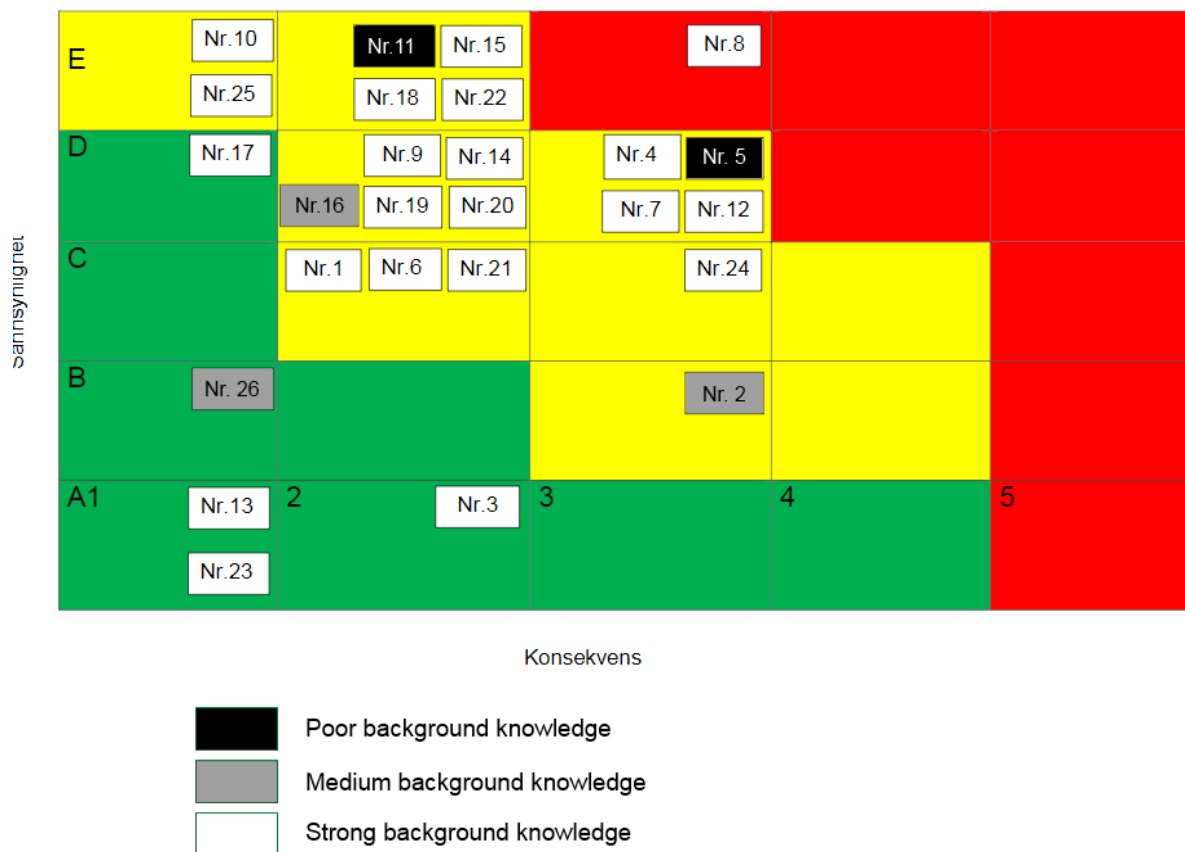 E
Nr.10
Nr.11
Nr.15
Nr.8
Nr.25
Nr.18
Nr.22
D
Nr.17
Nr.9
Nr.14
Nr.4
Nr. 5
Nr.16
Nr.19
Nr.20
Nr.7
Nr.12
C
Nr.1
Nr.6
Nr.21
Nr.24
B
Nr. 26
Nr. 2
A1
Nr.13
2
Nr.3
3
4
5
Nr.23
Sannsynlighet
Konsekvens
Poor background knowledge
Medium background knowledge
Strong background knowledge